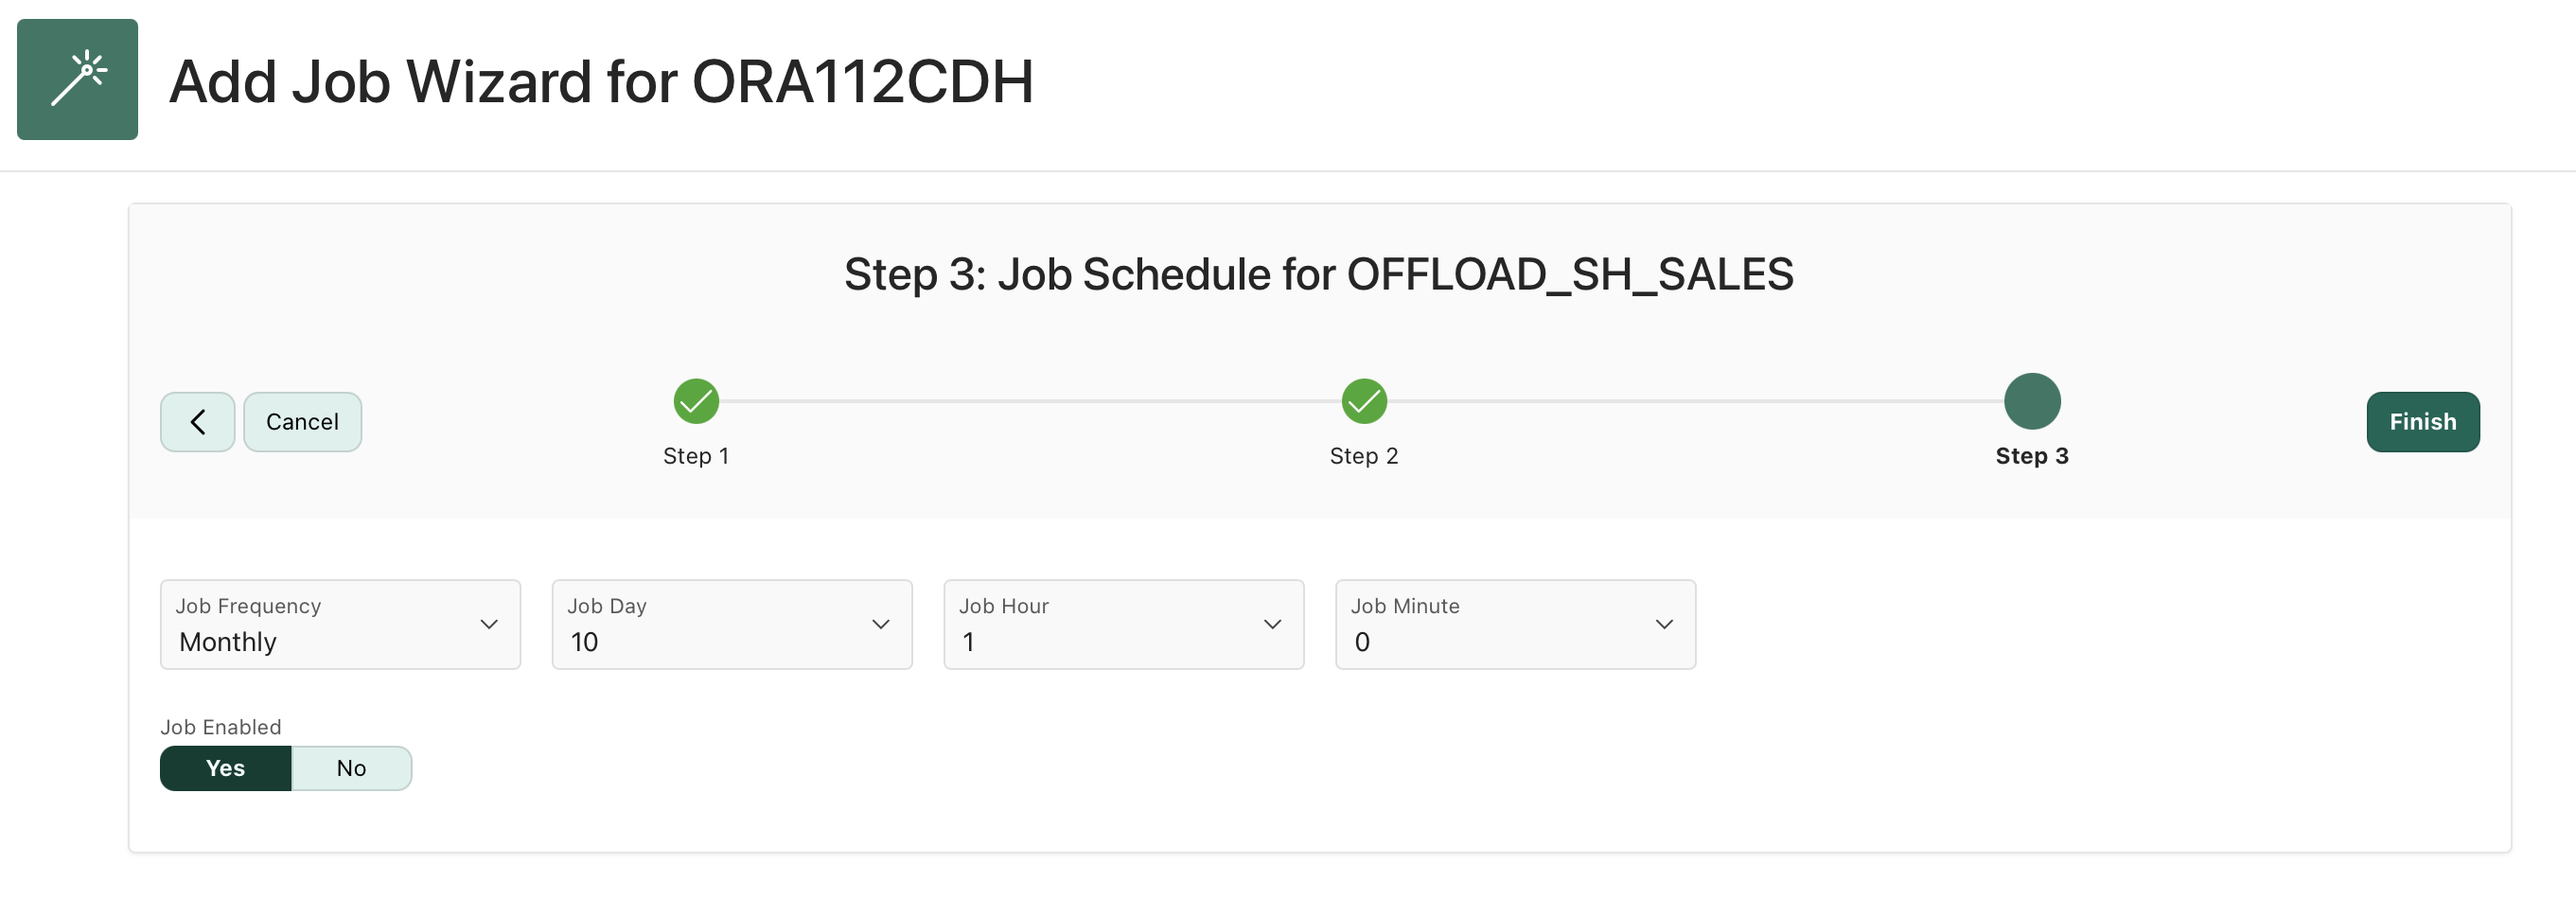 Add Job Wizard for ORA112CDH
Step 3: Job Schedule for OFFLOAD_SH_SALES
Cancel
Step 1
Step 2
Step 3
Finish
Job Frequency
Monthly
Job Day
10
Job Hour
1
Job Minute
0
Job Enabled
Yes
No